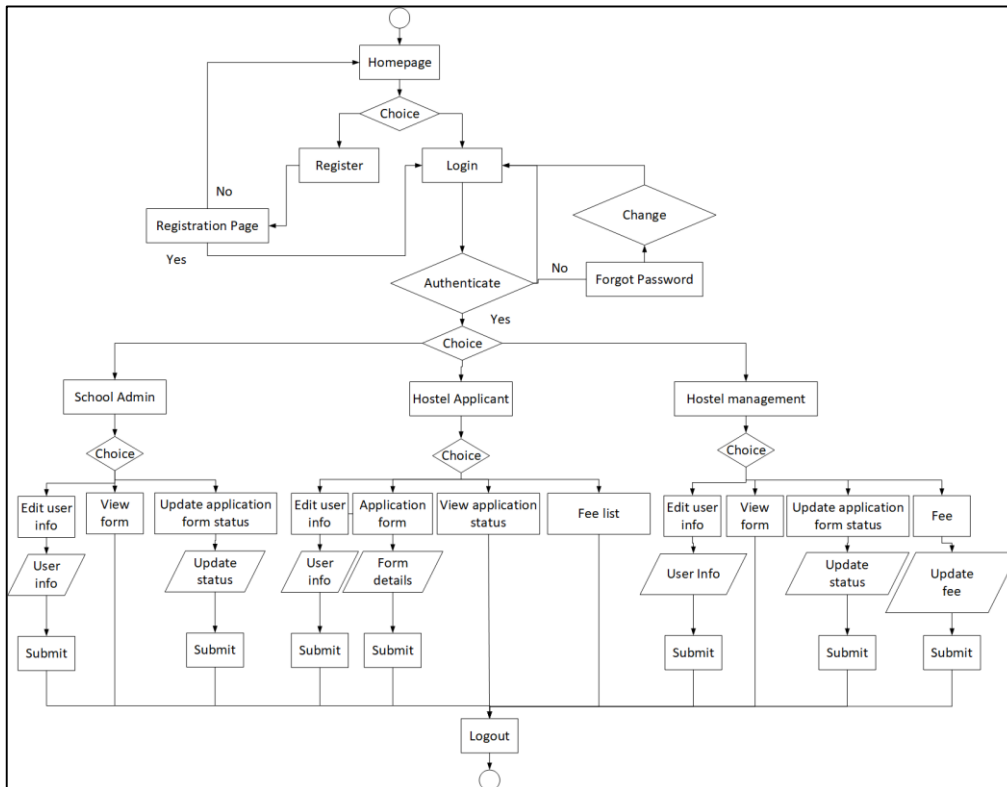 Homepage
Choice
Register
Login
No
Change
Registration Page
Yes
Authenticate
No
Forgot Password
Yes
Choice
School Admin
Hostel Applicant
Hostel management
Choice
Choice
Choice
Edit user
info
View
form
Update application
form status
Edit user
info
Application
form
View application
status
Fee list
Edit user
info
View
form
Update application
form status
Fee
User
info
Update
status
User
info
Form
details
User Info
Update
status
Update
fee
Submit
Submit
Submit
Submit
Submit
Submit
Submit
Logout